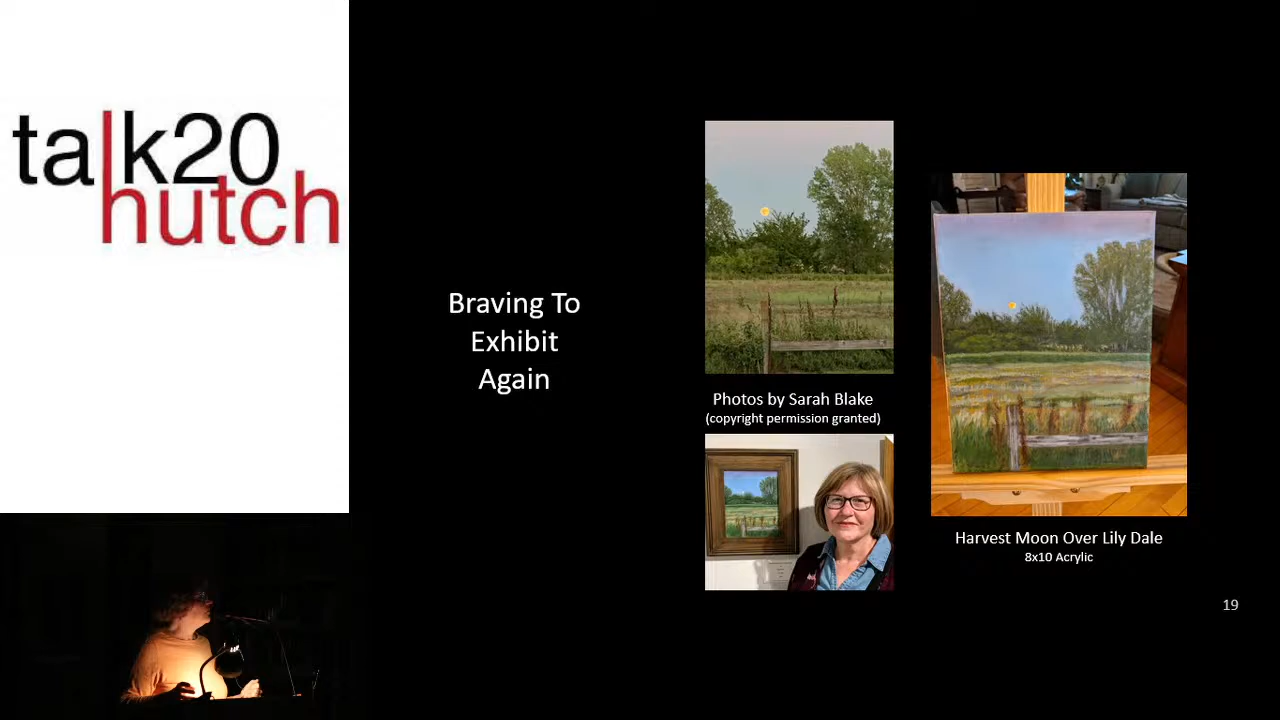 talk20
hutch
Braving To
Exhibit
Again
Photos by Sarah Blake
(copyright permission granted)
Harvest Moon Over Lily Dale
8x10 Acrylic
19